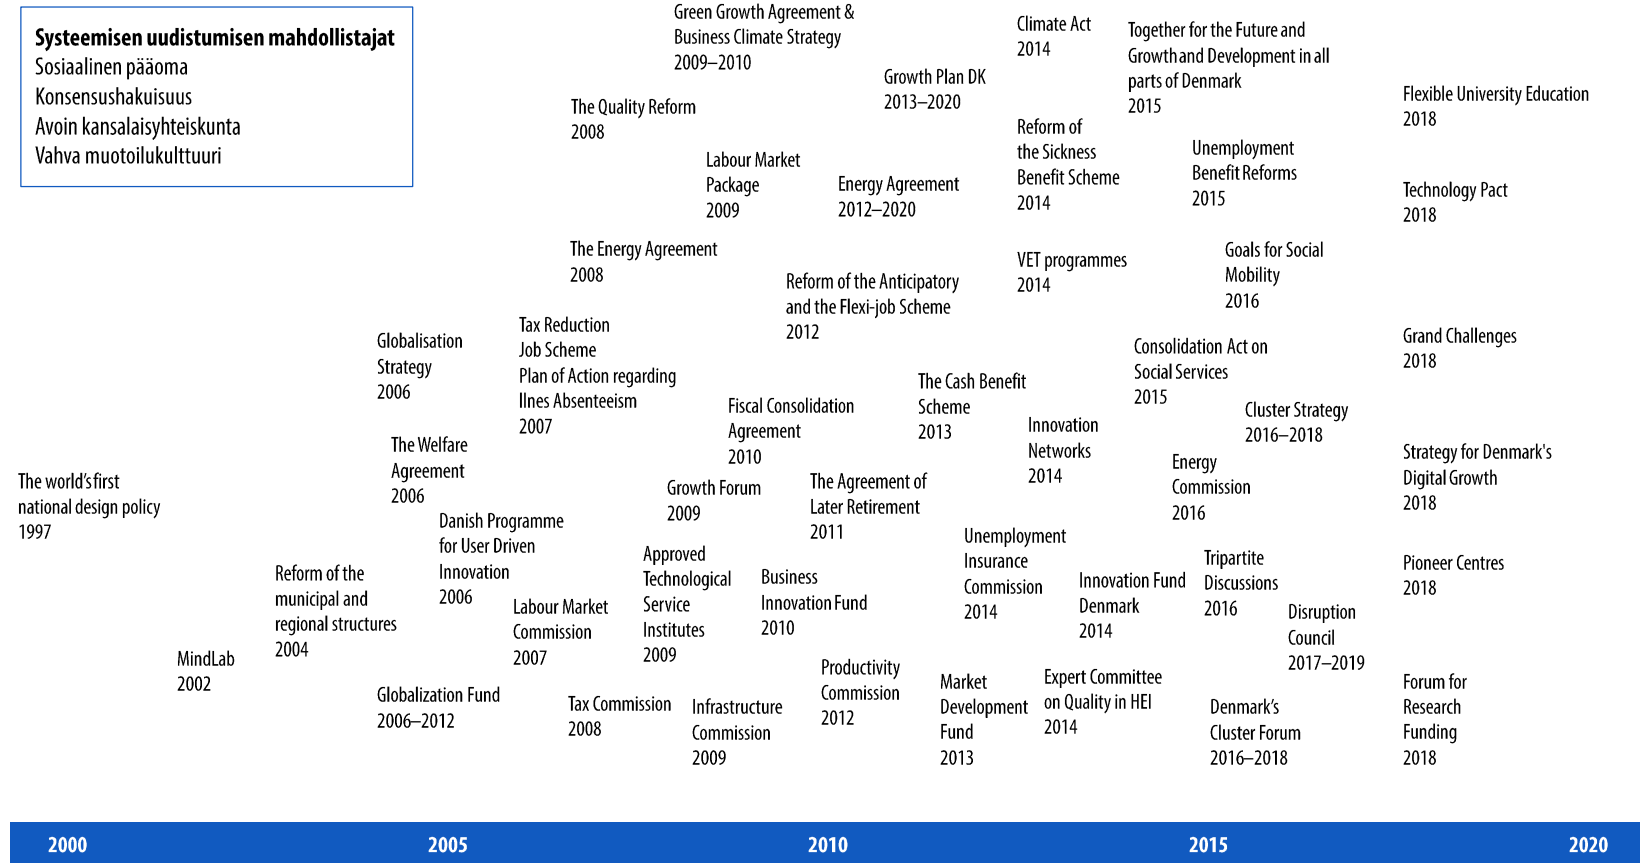 Systeemisen uudistumisen mahdollistajat
Sosiaalinen pääoma
Konsensushakuisuus
Avoin kansalaisyhteiskunta
Vahva muotoilukulttuuri
The world's first
national design policy
1997
MindLab
2002
Reform of the
municipal and
regional structures
2004
Globalisation
Strategy
2006
The Welfare
Agreement
2006
Danish Programme
for User Driven
Innovation
2006
Globalization Fund
2006–2012
Tax Reduction
Job Scheme
Plan of Action regarding
Ilnes Absenteeism
2007
Labour Market
Commission
2007
The Quality Reform
2008
The Energy Agreement
2008
Tax Commission
2008
Green Growth Agreement &
Business Climate Strategy
2009–2010
Labour Market
Package
2009
Growth Forum
2009
Approved
Technological
Service
Institutes
2009
Infrastructure
Commission
2009
Fiscal Consolidation
Agreement
2010
Business
Innovation Fund
2010
The Agreement of
Later Retirement
2011
Energy Agreement
2012–2020
Reform of the Anticipatory
and the Flexi-job Scheme
2012
Productivity
Commission
2012
Growth Plan DK
2013–2020
The Cash Benefit
Scheme
2013
Market
Development
Fund
2013
Climate Act
2014
Reform of
the Sickness
Benefit Scheme
2014
VET programmes
2014
Innovation
Networks
2014
Unemployment
Insurance
Commission
2014
Innovation Fund
Denmark
2014
Expert Committee
on Quality in HEI
2014
Together for the Future and
Growth and Development in all
parts of Denmark
2015
Unemployment
Benefit Reforms
2015
Consolidation Act on
Social Services
2015
Goals for Social
Mobility
2016
Cluster Strategy
2016–2018
Energy
Commission
2016
Tripartite
Discussions
2016
Disruption
Council
2017–2019
Denmark's
Cluster Forum
2016–2018
Flexible University Education
2018
Technology Pact
2018
Grand Challenges
2018
Strategy for Denmark's
Digital Growth
2018
Pioneer Centres
2018
Forum for
Research
Funding
2018
2000
2005
2010
2015
2020